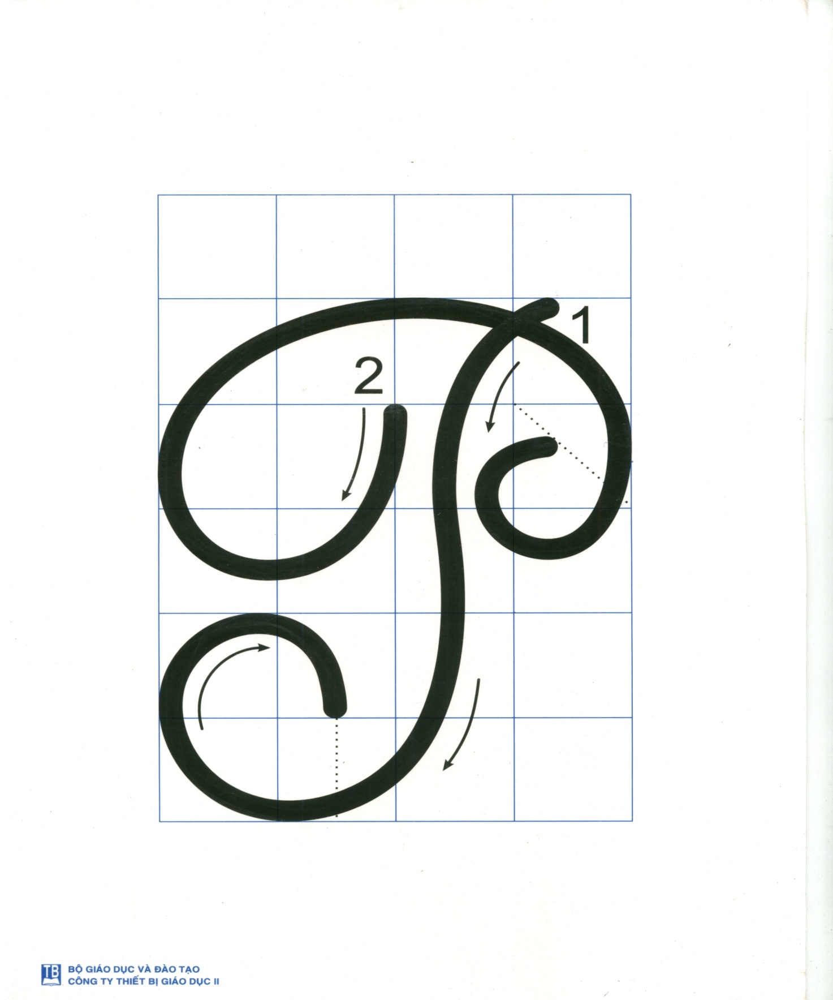 P
1
2
TB
BỘ GIÁO DỤC VÀ ĐÀO TẠO
CÔNG TY THIẾT BỊ GIÁO DỤC II